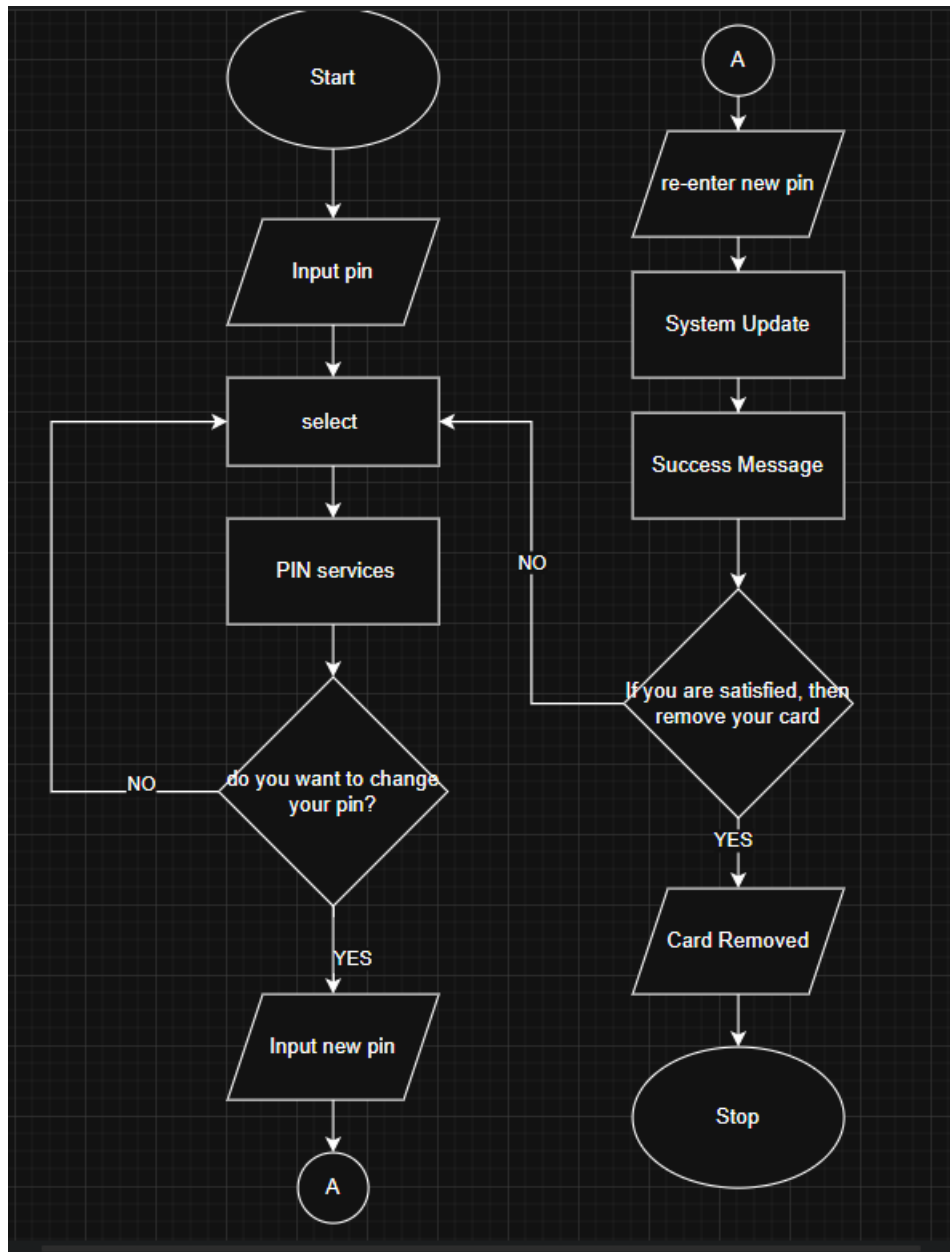 Start
Input pin
select
PIN services
do you want to change
your pin?
NO
YES
Input new pin
A
A
re-enter new pin
System Update
Success Message
If you are satisfied, then
remove your card
NO
YES
Card Removed
Stop